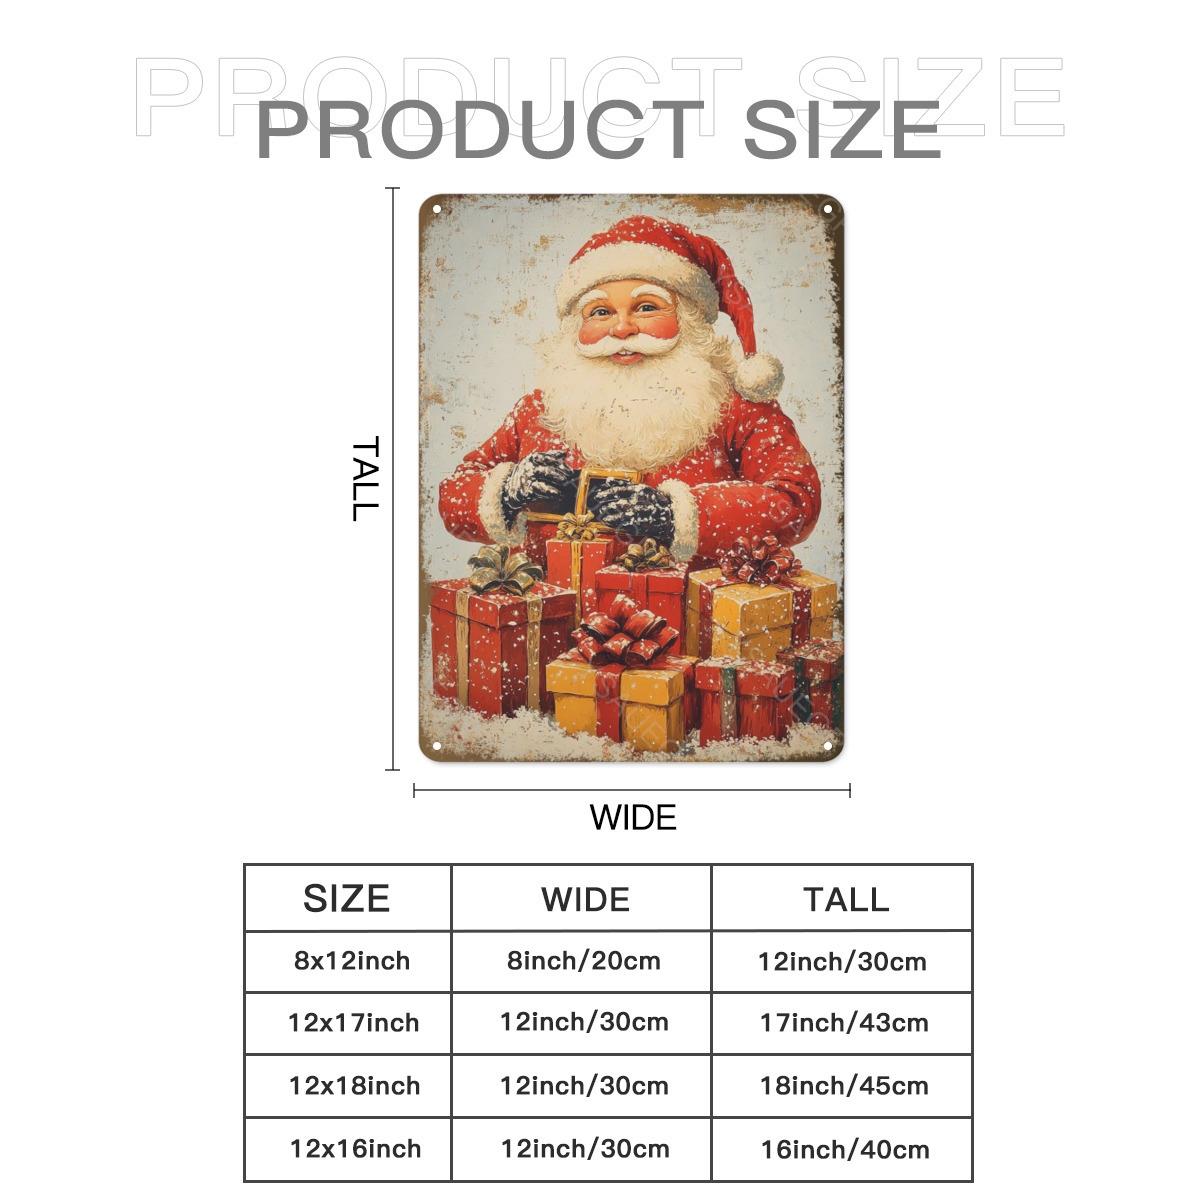 PRODUCT SIZE
PRODUCT SIZE
TALL
WIDE
SIZE WIDE TALL
8x12inch 8inch/20cm 12inch/30cm
12x17inch 12inch/30cm 17inch/43cm
12x18inch 12inch/30cm 18inch/45cm
12x16inch 12inch/30cm 16inch/40cm